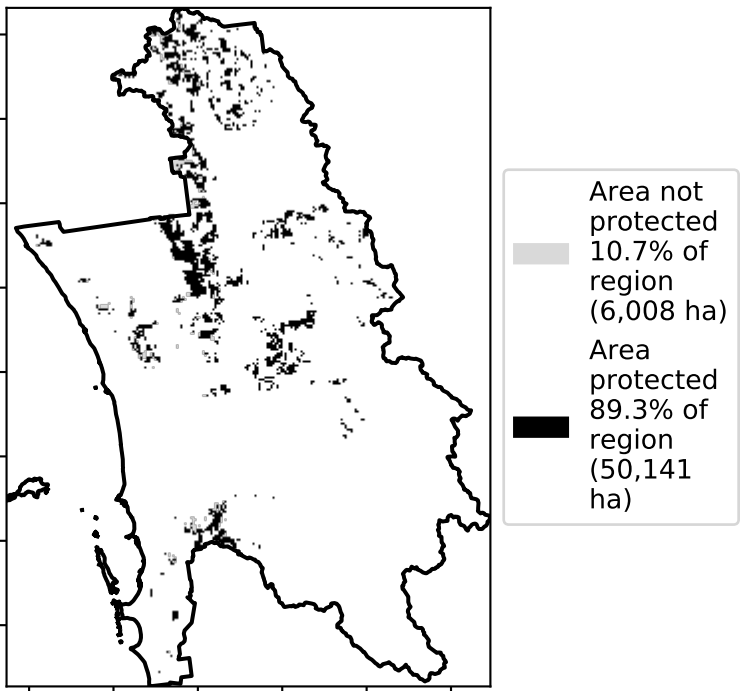 Area not
protected
10.7% of
region
(6,008 ha)
Area
protected
89.3% of
region
(50,141
ha)